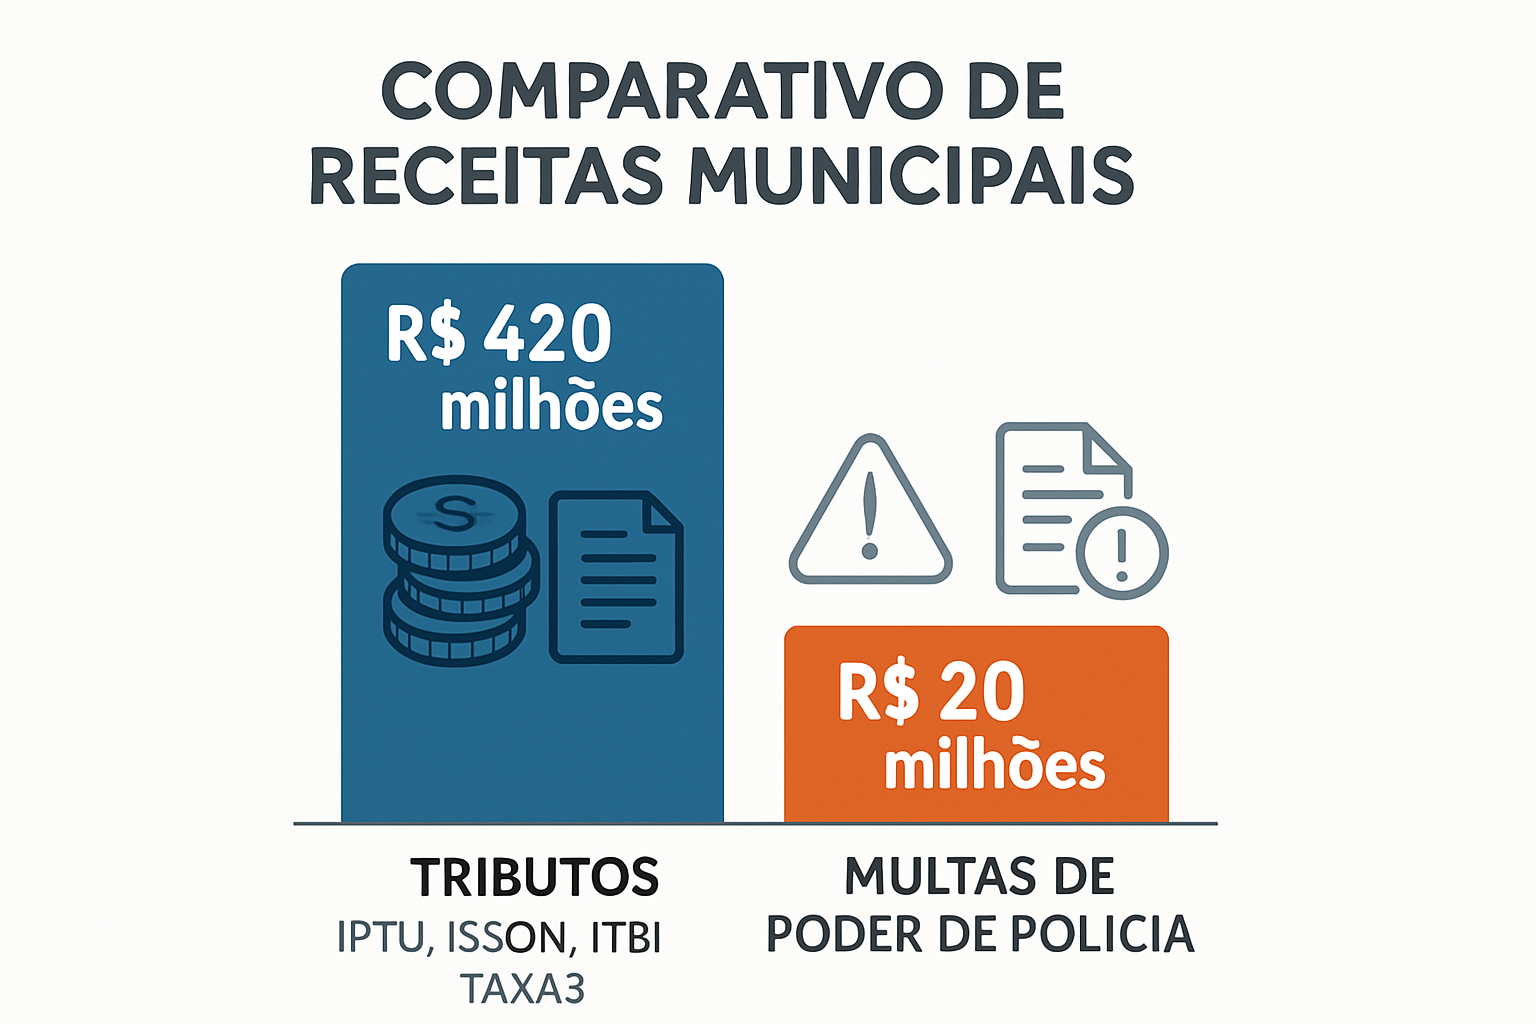 COMPARATIVO DE
RECEITAS MUNICIPAIS
R$ 420
milhões
S
R$ 20
milhões
TRIBUTOS
IPTU, ISSON, ITBI
TAXA3
MULTAS DE
PODER DE POLICIA